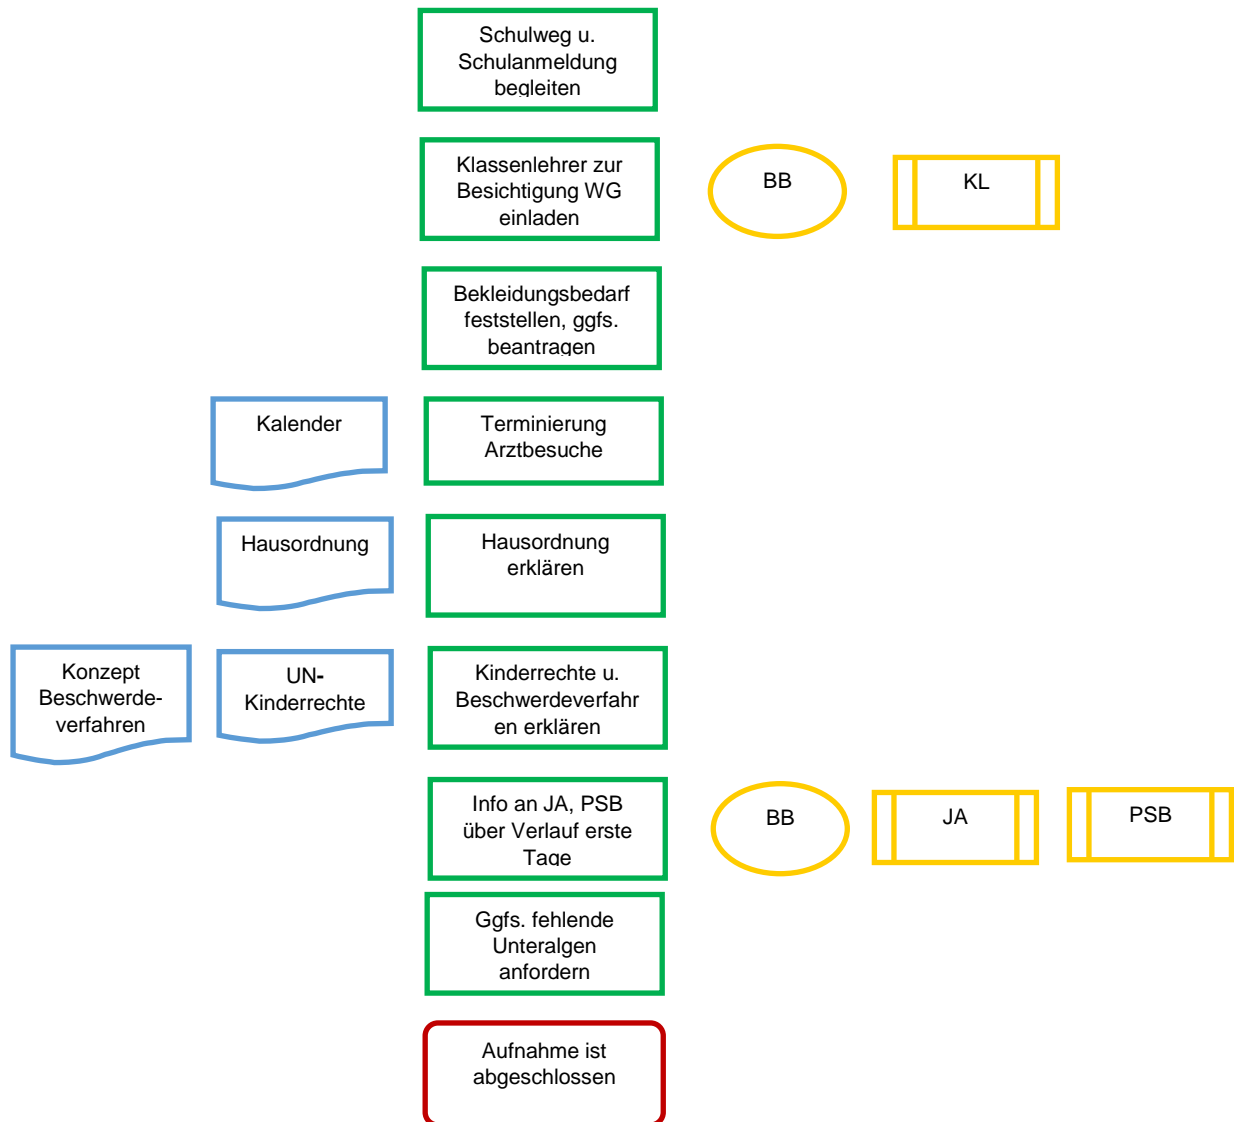 Schulweg u.
Schulanmeldung
begleiten
Klassenlehrer zur
Besichtigung WG
einladen
BB
KL
Bekleidungsbedarf
feststellen, ggfs.
beantragen
Kalender
Terminierung
Arztbesuche
Hausordnung
Hausordnung
erklären
Konzept
Beschwerde-
verfahren
UN-
Kinderrechte
Kinderrechte u.
Beschwerdeverfahr
en erklären
Info an JA, PSB
über Verlauf erste
Tage
BB
JA
PSB
Ggfs. fehlende
Unteralgen
anfordern
Aufnahme ist
abgeschlossen